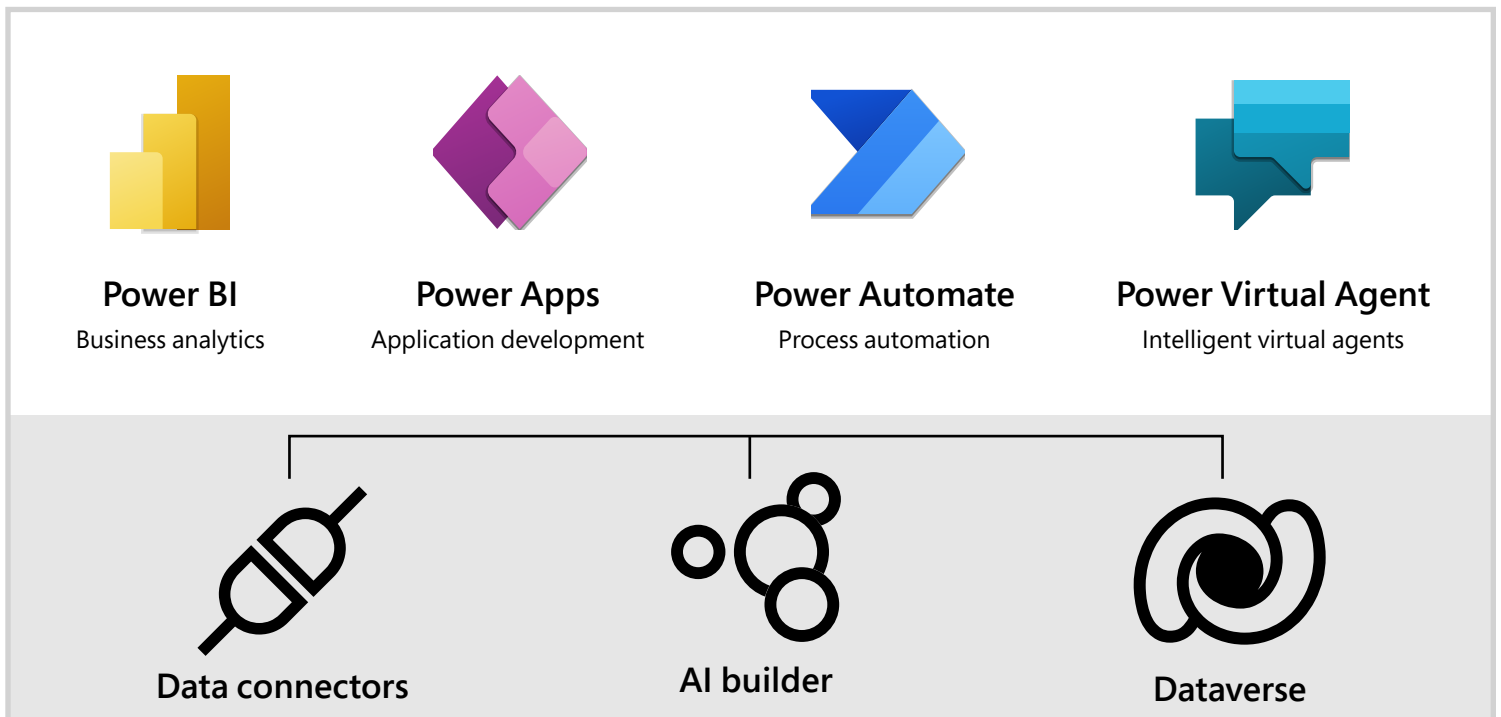 Power BI
Business analytics
Power Apps
Application development
Power Automate
Process automation
Power Virtual Agent
Intelligent virtual agents
Data connectors
AI builder
Dataverse